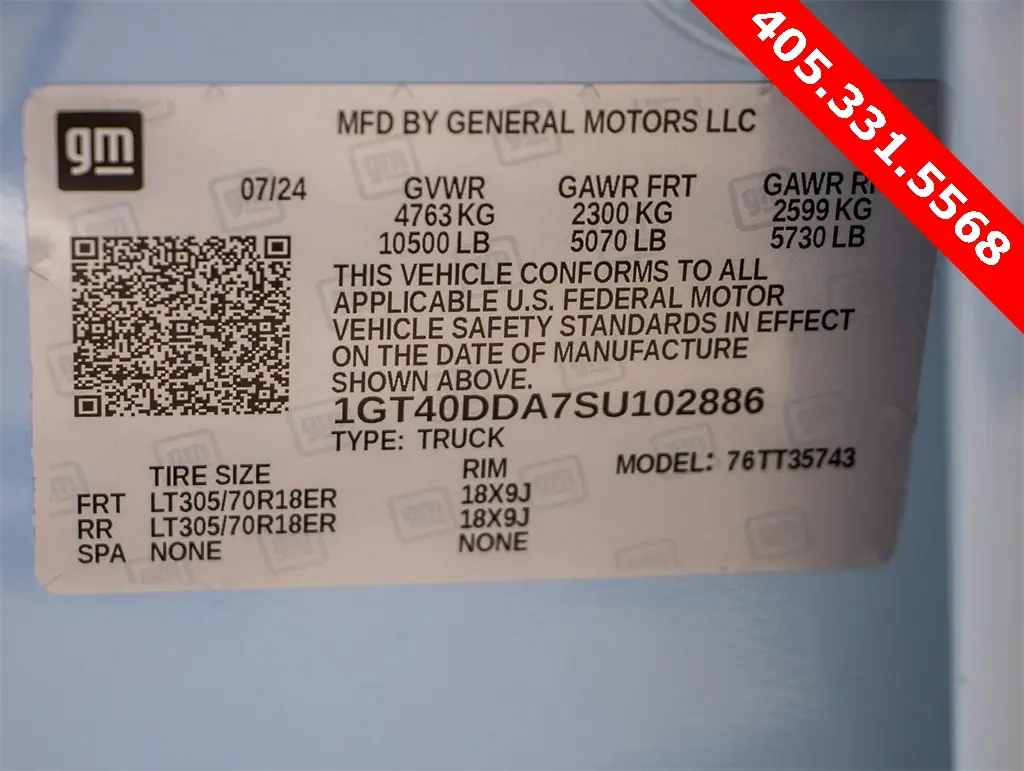 405.331.5568
gm
MFD BY GENERAL MOTORS LLC
07/24 GVWR GAWR FRT GAWR
4763 KG 2300 KG 2599 KG
10500 LB 5070 LB 5730 LB
THIS VEHICLE CONFORMS TO ALL
APPLICABLE U.S. FEDERAL MOTOR
VEHICLE SAFETY STANDARDS IN EFFECT
ON THE DATE OF MANUFACTURE
SHOWN ABOVE.
1GT40DDA7SU102886
TYPE: TRUCK
TIRE SIZE RIM MODEL: 76TT35743
FRT LT305/70R18ER 18X9J
RR LT305/70R18ER 18X9J
SPA NONE NONE